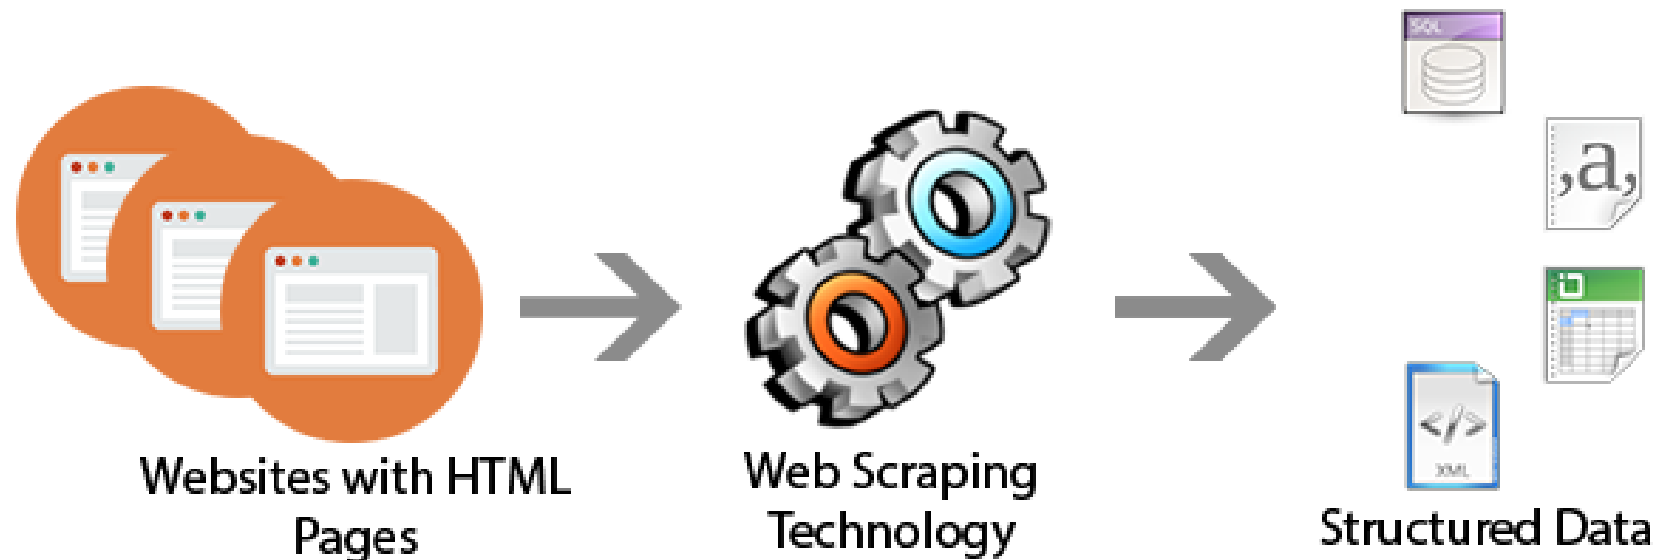 SQL
,a,
XML
Websites with HTML
Pages
Web Scraping
Technology
Structured Data